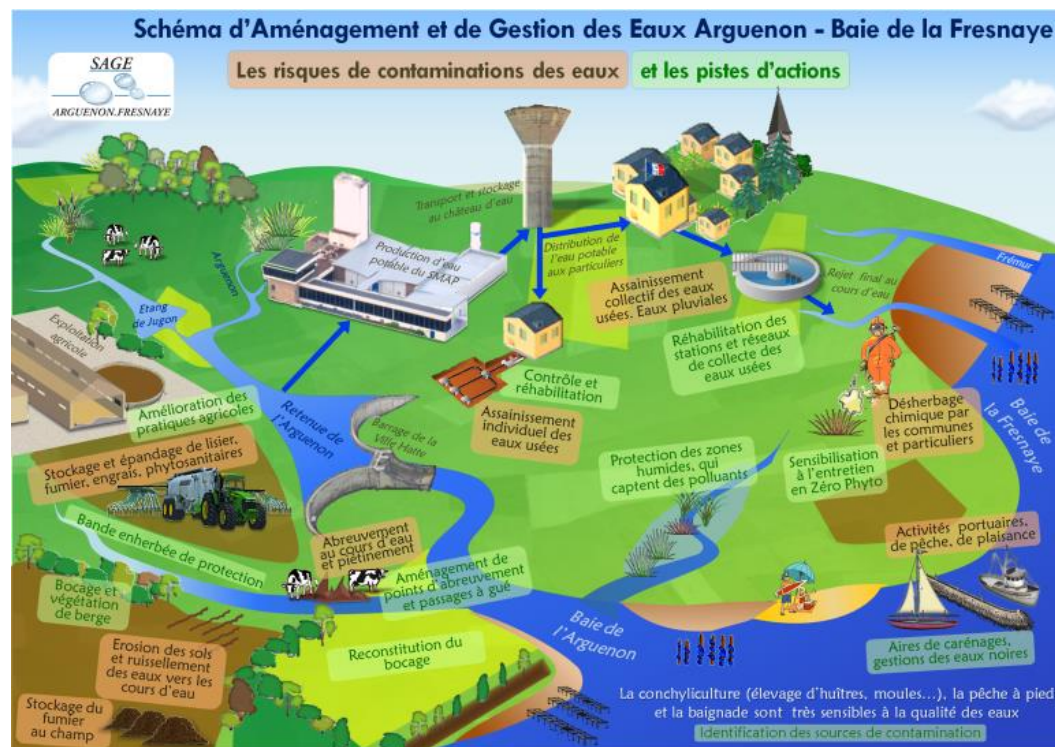 Schéma d'Aménagement et de Gestion des Eaux Arguenon - Baie de la Fresnaye
SAGE
ARGUENON.FRESNAYE
Les risques de contaminations des eaux
et les pistes d'actions
Transport et stockage
au château d'eau
Production d'eau
potable du SMAP
Distribution de
l'eau potable
aux particuliers
Arguenon
Etang
de Jugon
Exploitation
agricole
Assainissement
collectif des eaux
usées. Eaux pluviales
Rejet final au
cours d'eau
Frémur
Réhabilitation des
stations et réseaux
de collecte des
eaux usées
Contrôle et
réhabilitation
Assainissement
individuel des
eaux usées
Amélioration des
pratiques agricoles
Stockage et épandage de lisier,
fumier, engrais, phytosanitaires
Retenue de
l'Arguenon
Barrage de la
Ville Hatte
Désherbage
chimique par
les communes
et particuliers
Baie de
la Fresnaye
Protection des zones
humides, qui
captent des polluants
Sensibilisation
à l'entretien
en Zéro Phyto
Bande enherbée de protection
Abreuvement
au cours d'eau
et piétinement
Aménagement de
points d'abreuvement
et passages à gué
Activités portuaires,
de pêche, de plaisance
Bocage et
végétation
de berge
Erosion des sols
et ruissellement
des eaux vers les
cours d'eau
Reconstitution du
bocage
Baie de
l'Arguenon
Aires de carénages,
gestions des eaux noires
Stockage du
fumier
au champ
La conchyliculture (élevage d'huîtres, moules...), la pêche à pied
et la baignade sont très sensibles à la qualité des eaux
Identification des sources de contamination